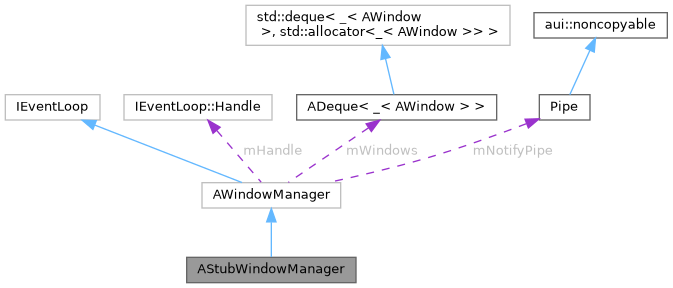 std::deque< _< AWindow
>, std::allocator<_< AWindow >> >
aui::noncopyable
IEventLoop
IEventLoop::Handle
ADeque< _< AWindow > >
Pipe
mHandle
mWindows
mNotifyPipe
AWindowManager
AStubWindowManager